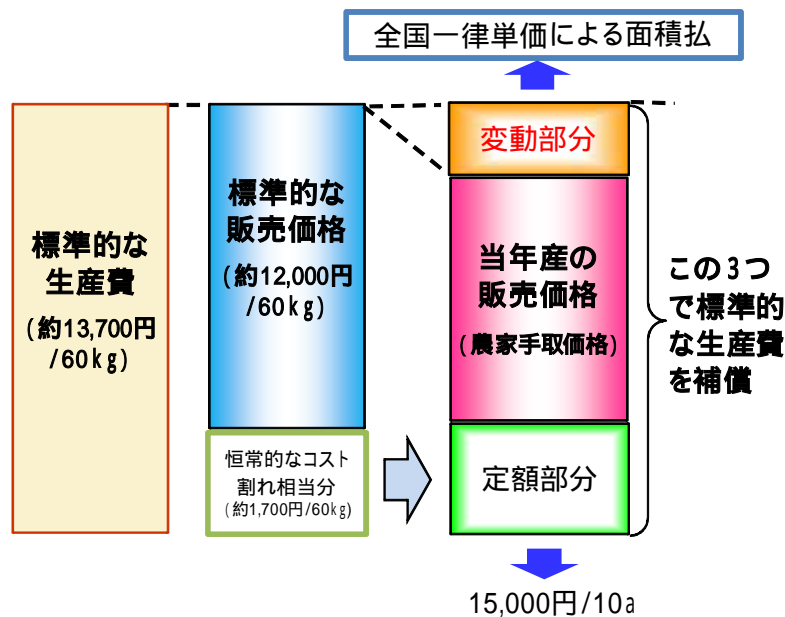 全国一律単価による面積払
標準的な
生産費
(約13,700円
/60kg)
標準的な
販売価格
(約12,000円
/60kg)
恒常的なコスト
割れ相当分
(約1,700円/60kg)
変動部分
当年産の
販売価格
(農家手取価格)
定額部分
15,000円/10a
この3つ
で標準的
な生産費
を補償